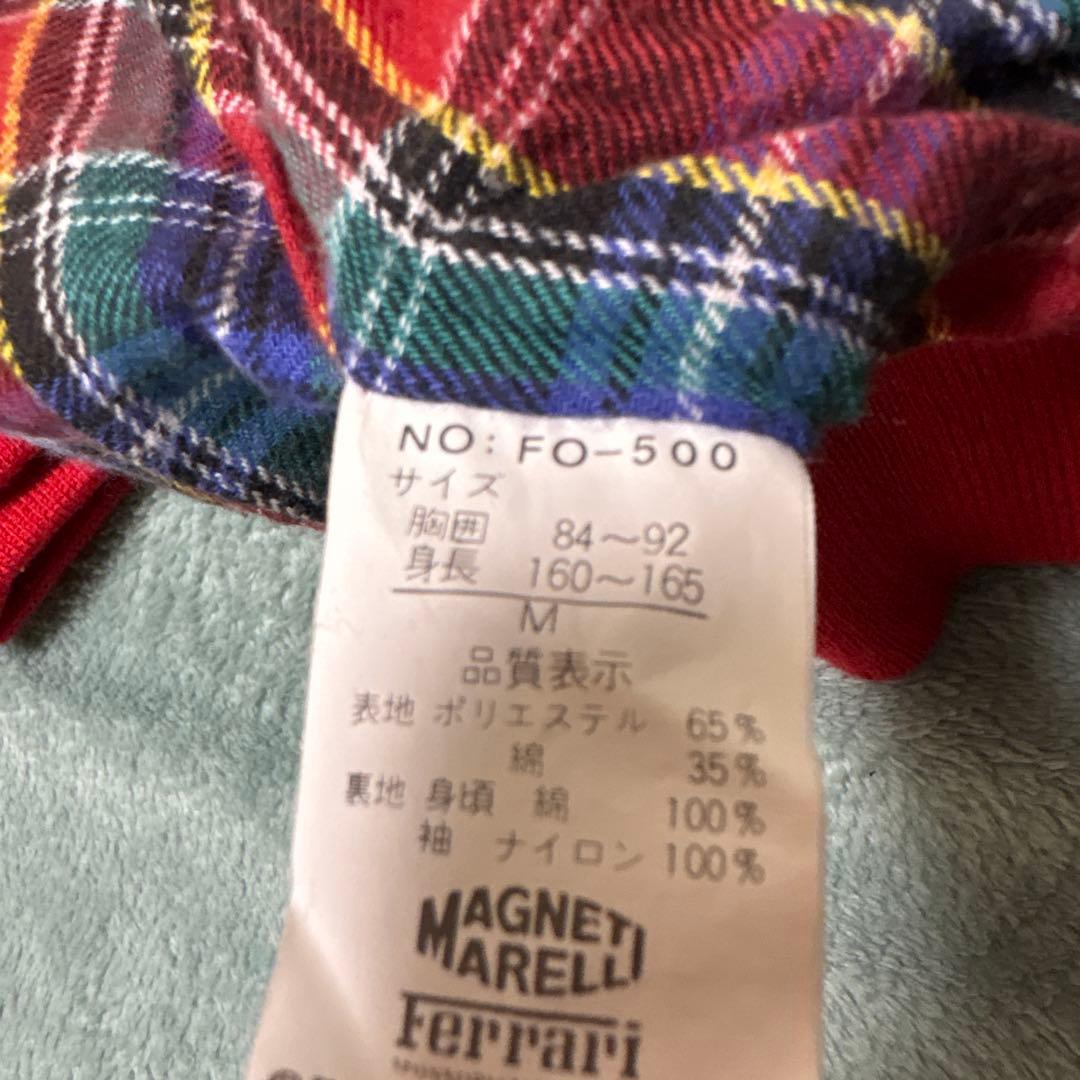 NO: FO-500
サイズ
胸囲 84〜92
身長 160〜165
M
品質表示
表地 ポリエステル 65%
綿 35%
裏地 身頃 綿 100%
袖 ナイロン 100%
MAGNETI
MARELLI
Ferrari